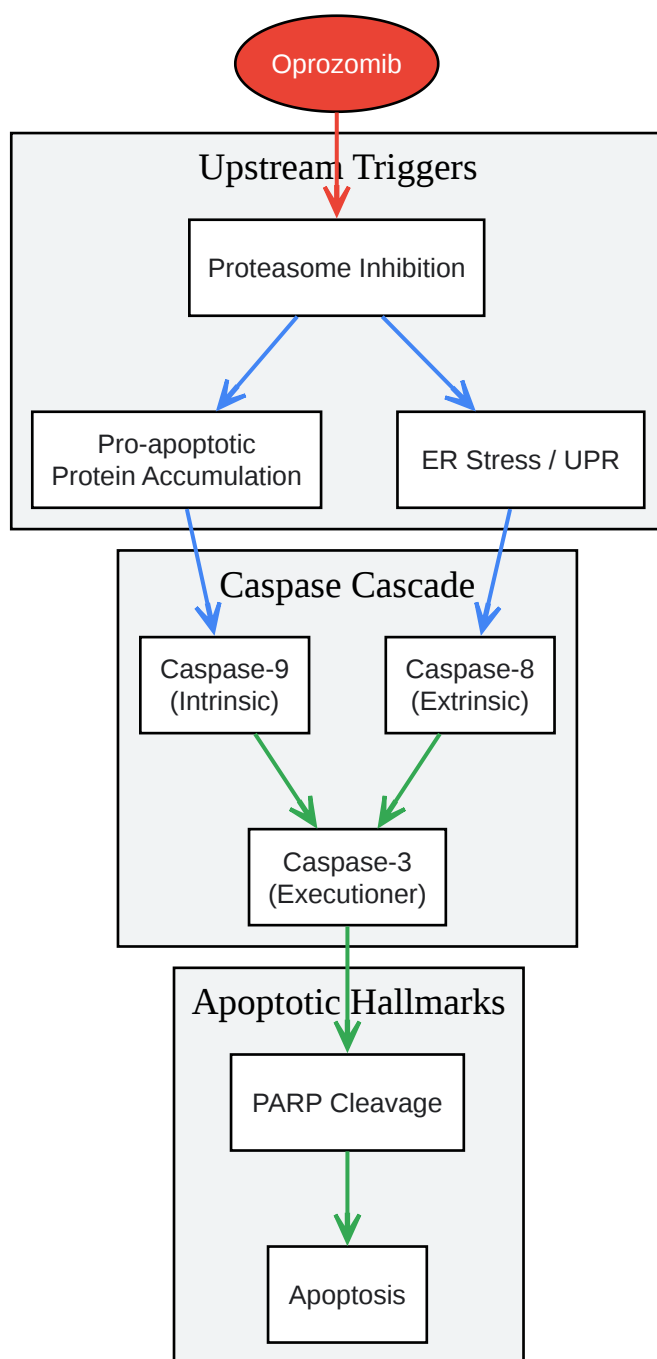 Oprozomib
Upstream Triggers
Proteasome Inhibition
Pro-apoptotic
Protein Accumulation
ER Stress / UPR
Caspase Cascade
Caspase-9
(Intrinsic)
Caspase-8
(Extrinsic)
Caspase-3
(Executioner)
Apoptotic Hallmarks
PARP Cleavage
Apoptosis